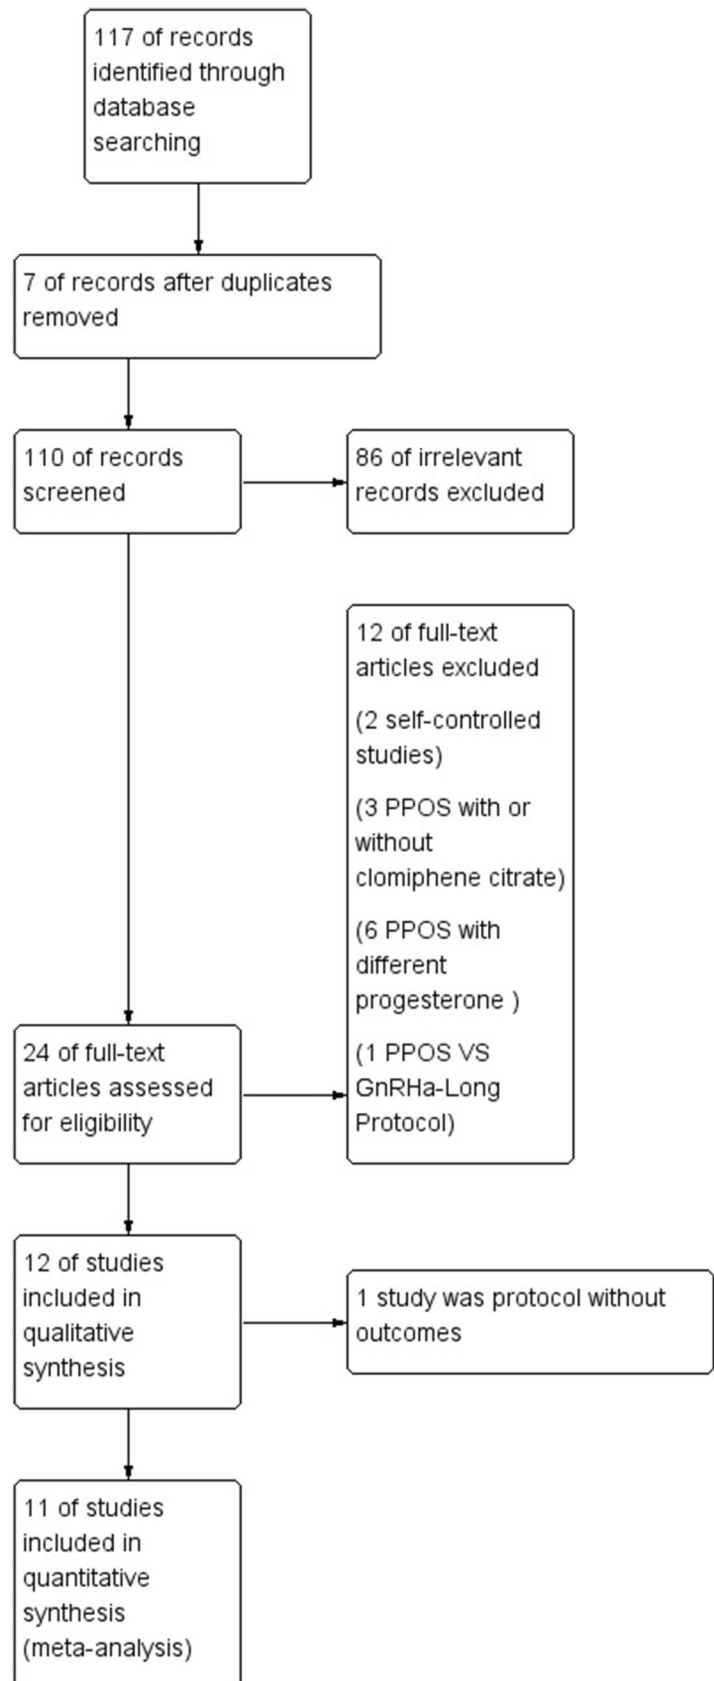 117 of records
identified through
database
searching
7 of records after duplicates
removed
110 of records
screened
86 of irrelevant
records excluded
12 of full-text
articles excluded
(2 self-controlled
studies)
(3 PPOS with or
without
clomiphene citrate)
(6 PPOS with
different
progesterone )
(1 PPOS VS
GnRHa-Long
Protocol)
24 of full-text
articles assessed
for eligibility
12 of studies
included in
qualitative
synthesis
1 study was protocol without
outcomes
11 of studies
included in
quantitative
synthesis
(meta-analysis)